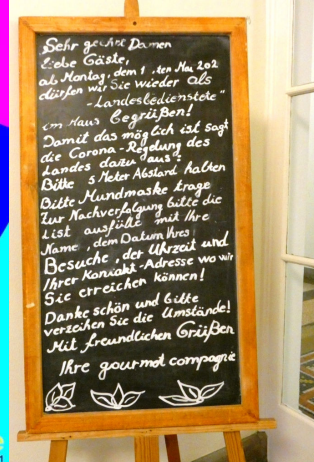 Sehr geehrt Damen
Liebe Gäste,
ab Montag, dem 1 .ten Mai 202
dürfen wir Sie wieder als
-Landesbedienstete"
im Haus begrüßen!
Damit das möglich ist sagt
die Corona-Regelung des
Landes dazu aus":
Bitte 5 Meter Abstand halten
Bitte Mundmaske trage
Zur Nachverfolgung bitte die
List ausfülle mit Ihre
Name, dem Datum Ihres
Besuche, der Uhrzeit und
Ihrer Kontakt-Adresse wo wir
Sie erreichen können!
Danke schön und bitte
verzeihen Sie die Umstände!
Mit freundlichen Grüßen
Ihre gourmet compagnie